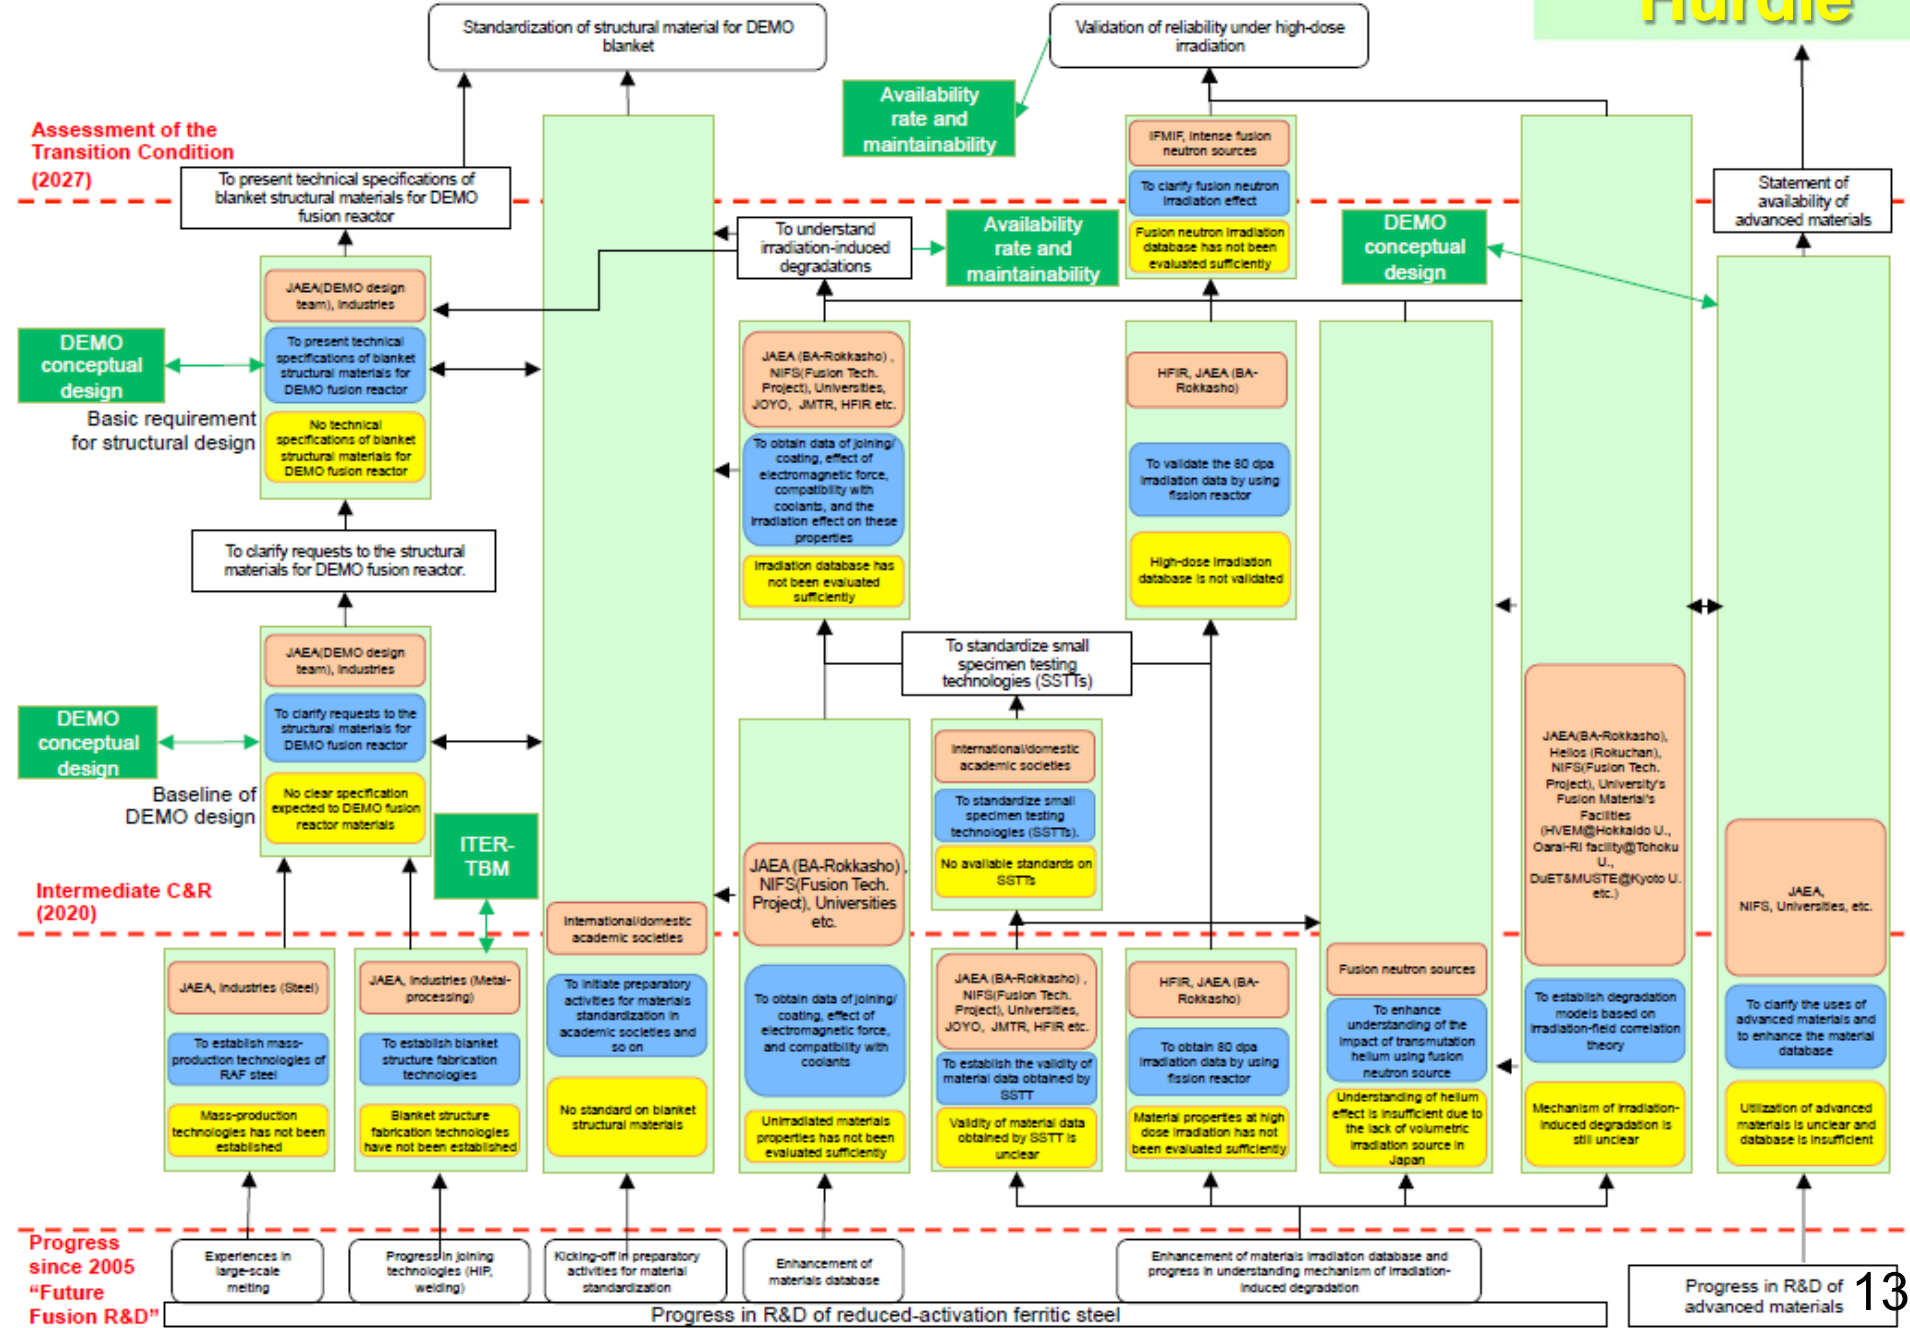 Hurdle
Standardization of structural material for DEMO
blanket
Validation of reliability under high-dose
irradiation
Availability
rate and
maintainability
Assessment of the
Transition Condition
(2027)
To present technical specifications of
blanket structural materials for DEMO
fusion reactor
IFMIF, Intense fusion
neutron sources
To clarify fusion neutron
irradiation effect
Fusion neutron irradiation
database has not been
evaluated sufficiently
Statement of
availability of
advanced materials
To understand
irradiation-induced
degradations
Availability
rate and
maintainability
DEMO
conceptual
design
JAEA(DEMO design
team), Industries
To present technical
specifications of blanket
structural materials for
DEMO fusion reactor
No technical
specifications of blanket
structural materials for
DEMO fusion reactor
DEMO
conceptual
design
Basic requirement
for structural design
JAEA (BA-Rokkasho) ,
NIFS(Fusion Tech.
Project), Universities,
JOYO, JMTR, HFIR etc.
To obtain data of joining/
coating, effect of
electromagnetic force,
compatibility with
coolants, and the
irradiation effect on these
properties
Irradiation database has
not been evaluated
sufficiently
HFIR, JAEA (BA-
Rokkasho)
To validate the 80 dpa
irradiation data by using
fission reactor
High-dose irradiation
database is not validated
To clarify requests to the structural
materials for DEMO fusion reactor.
To standardize small
specimen testing
technologies (SSTTs)
JAEA(DEMO design
team), Industries
To clarify requests to the
structural materials for
DEMO fusion reactor
No clear specification
expected to DEMO fusion
reactor materials
DEMO
conceptual
design
Baseline of
DEMO design
ITER-
TBM
International/domestic
academic societies
To standardize small
specimen testing
technologies (SSTTs).
No available standards on
SSTTs
JAEA(BA-Rokkasho),
Helios (Rokuchan),
NIFS(Fusion Tech.
Project), University's
Fusion Material's
Facilities
(HVEM@Hokkaido U.,
Oarai-RI facility@Tohoku
U.,
DuET&MUSTE@Kyoto U.
etc.)
JAEA,
NIFS, Universities, etc.
Intermediate C&R
(2020)
JAEA, Industries (Steel)
To establish mass-
production technologies of
RAF steel
Mass-production
technologies has not been
established
JAEA, Industries (Metal-
processing)
To establish blanket
structure fabrication
technologies
Blanket structure
fabrication technologies
have not been established
International/domestic
academic societies
To initiate preparatory
activities for materials
standardization in
academic societies and
so on
No standard on blanket
structural materials
JAEA (BA-Rokkasho) ,
NIFS(Fusion Tech.
Project), Universities
etc.
To obtain data of joining/
coating, effect of
electromagnetic force,
and compatibility with
coolants
Unirradiated materials
properties has not been
evaluated sufficiently
JAEA (BA-Rokkasho) ,
NIFS(Fusion Tech.
Project), Universities,
JOYO, JMTR, HFIR etc.
To establish the validity of
material data obtained by
SSTT
Validity of material data
obtained by SSTT is
unclear
HFIR, JAEA (BA-
Rokkasho)
To obtain 80 dpa
irradiation data by using
fission reactor
Material properties at high
dose irradiation has not
been evaluated sufficiently
Fusion neutron sources
To enhance
understanding of the
impact of transmutation
helium using fusion
neutron source
Understanding of helium
effect is insufficient due to
the lack of volumetric
irradiation source in
Japan
To establish degradation
models based on
irradiation-field correlation
theory
Mechanism of irradiation-
induced degradation is
still unclear
To clarify the uses of
advanced materials and
to enhance the material
database
Utilization of advanced
materials is unclear and
database is insufficient
Progress
since 2005
“Future
Fusion R&D”
Experiences in
large-scale
melting
Progress in joining
technologies (HIP,
welding)
Kicking-off in preparatory
activities for material
standardization
Enhancement of
materials database
Enhancement of materials irradiation database and
progress in understanding mechanism of irradiation-
induced degradation
Progress in R&D of reduced-activation ferritic steel
Progress in R&D of
advanced materials
13